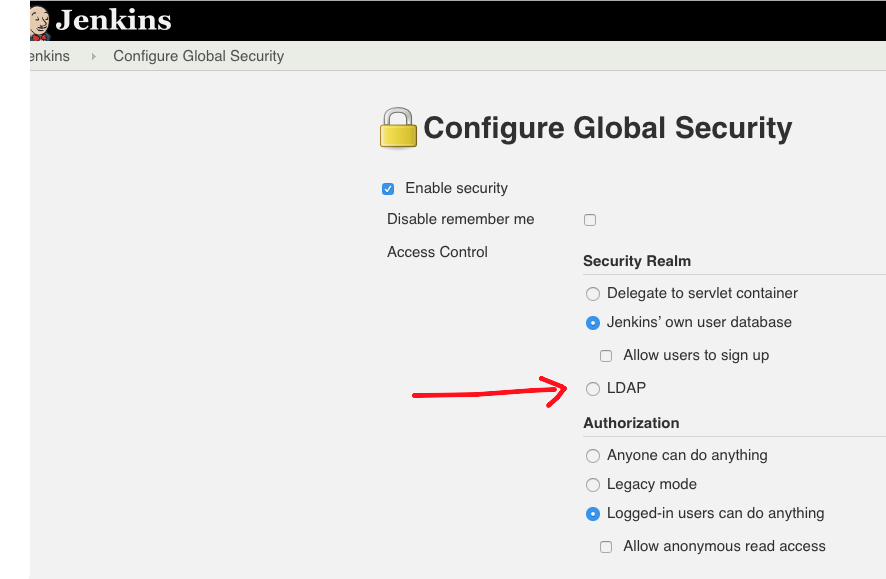 Jenkins
enkins Configure Global Security
Configure Global Security
Enable security
Disable remember me
Access Control
Security Realm
Delegate to servlet container
Jenkins’ own user database
Allow users to sign up
LDAP
Authorization
Anyone can do anything
Legacy mode
Logged-in users can do anything
Allow anonymous read access